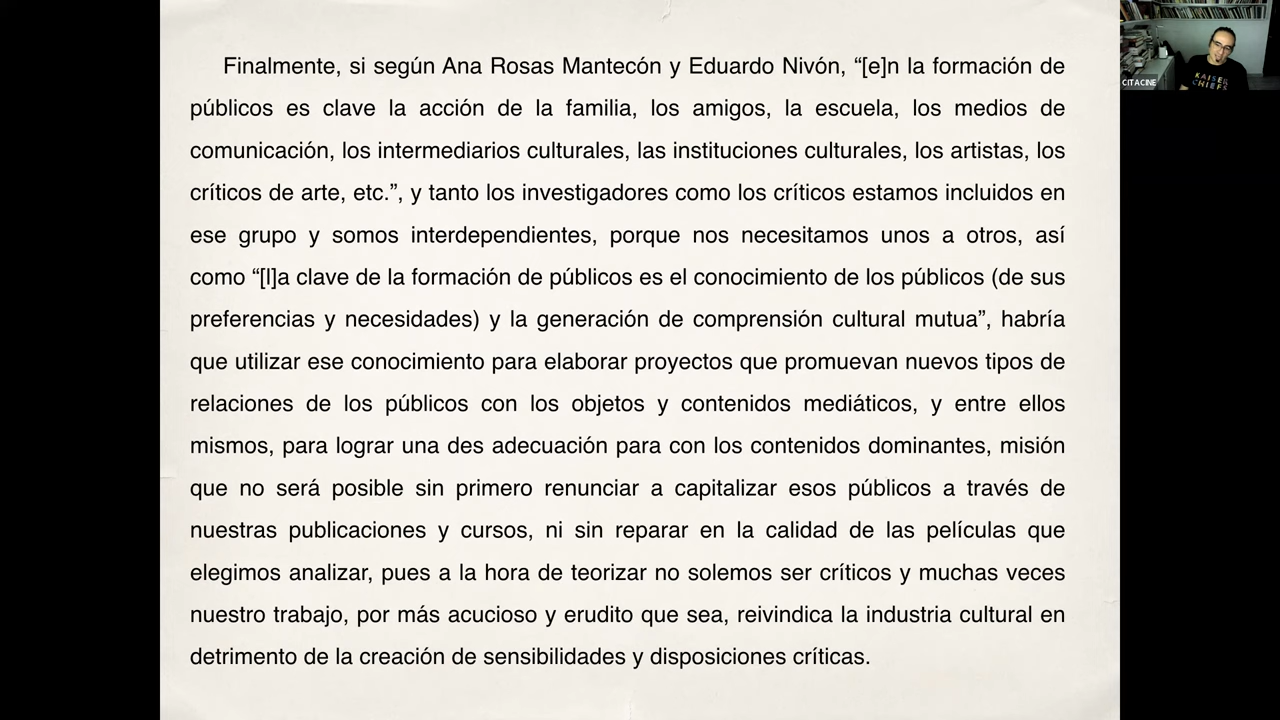 Finalmente, si según Ana Rosas Mantecón y Eduardo Nivón, “[e]n la formación de
públicos es clave la acción de la familia, los amigos, la escuela, los medios de
comunicación, los intermediarios culturales, las instituciones culturales, los artistas, los
críticos de arte, etc.”, y tanto los investigadores como los críticos estamos incluidos en
ese grupo y somos interdependientes, porque nos necesitamos unos a otros, así
como “[l]a clave de la formación de públicos es el conocimiento de los públicos (de sus
preferencias y necesidades) y la generación de comprensión cultural mutua”, habría
que utilizar ese conocimiento para elaborar proyectos que promuevan nuevos tipos de
relaciones de los públicos con los objetos y contenidos mediáticos, y entre ellos
mismos, para lograr una des adecuación para con los contenidos dominantes, misión
que no será posible sin primero renunciar a capitalizar esos públicos a través de
nuestras publicaciones y cursos, ni sin reparar en la calidad de las películas que
elegimos analizar, pues a la hora de teorizar no solemos ser críticos y muchas veces
nuestro trabajo, por más acucioso y erudito que sea, reivindica la industria cultural en
detrimento de la creación de sensibilidades y disposiciones críticas.
KAISER
CHIEFS
CITACINE